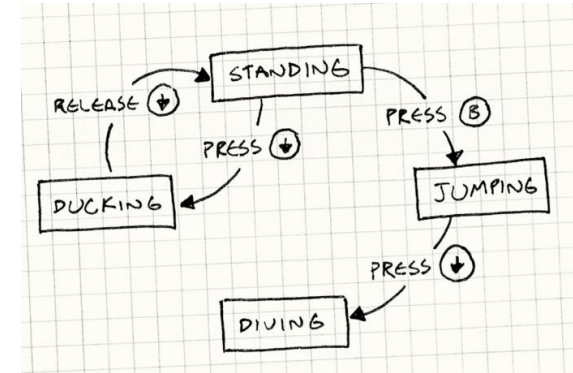 STANDING
RELEASE ↓
PRESS B
PRESS ↓
DUCKING
JUMPING
PRESS ↓
DIVING